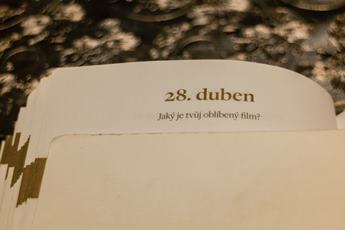 28. duben
Jaký je tvůj oblíbený film?